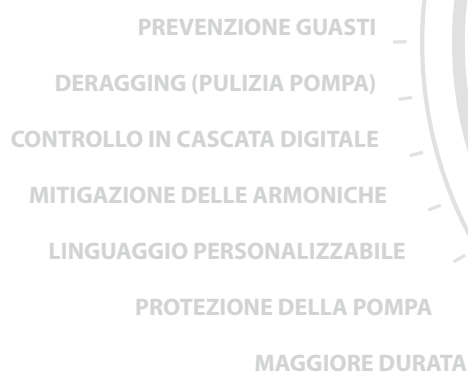 PREVENZIONE GUASTI
DERAGGING (PULIZIA POMPA)
CONTROLLO IN CASCATA DIGITALE
MITIGAZIONE DELLE ARMONICHE
LINGUAGGIO PERSONALIZZABILE
PROTEZIONE DELLA POMPA
MAGGIORE DURATA